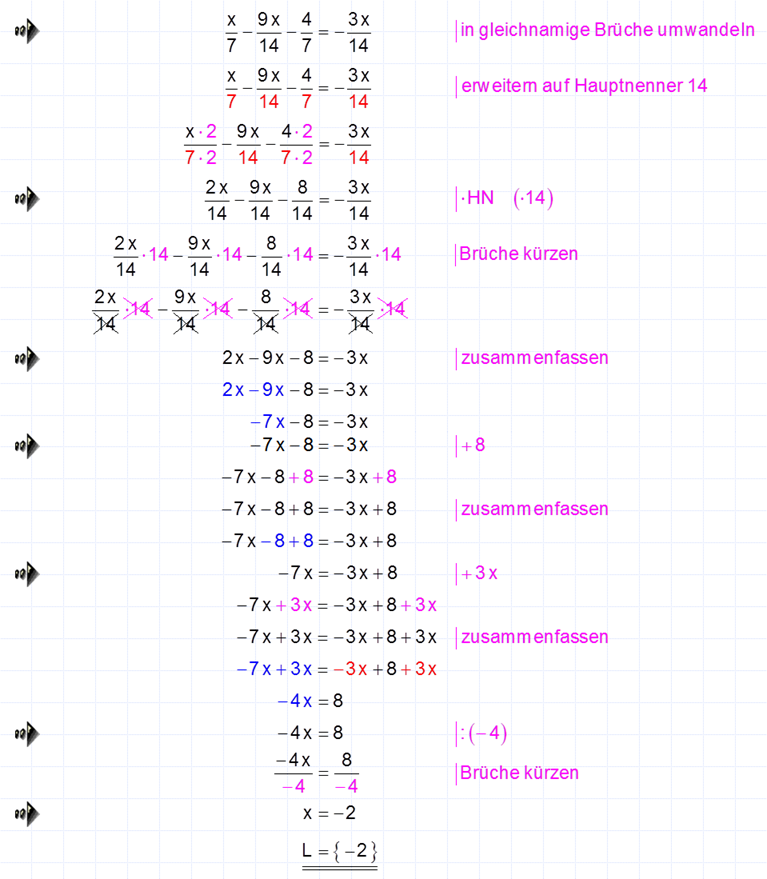 x/7 − 9x/14 − 4/7 = − 3x/14 |in gleichnamige Brüche umwandeln
x/7 − 9x/14 − 4/7 = − 3x/14 |erweitern auf Hauptnenner 14
x·2/7·2 − 9x/14 − 4·2/7·2 = − 3x/14
2x/14 − 9x/14 − 8/14 = − 3x/14 |·HN (·14)
2x/14 ·14 − 9x/14 ·14 − 8/14 ·14 = − 3x/14 ·14 |Brüche kürzen
2x/14 ·14 − 9x/14 ·14 − 8/14 ·14 = − 3x/14 ·14
2x − 9x − 8 = −3x |zusammenfassen
2x − 9x − 8 = −3x
−7x − 8 = −3x
−7x − 8 = −3x |+8
−7x − 8 + 8 = −3x + 8
−7x − 8 + 8 = −3x + 8 |zusammenfassen
−7x − 8 + 8 = −3x + 8
−7x = −3x + 8 |+3x
−7x + 3x = −3x + 8 + 3x
−7x + 3x = −3x + 8 + 3x |zusammenfassen
−7x + 3x = −3x + 8 + 3x
−4x = 8
−4x = 8 |:(−4)
−4x/−4 = 8/−4 |Brüche kürzen
x = −2
L = {−2}